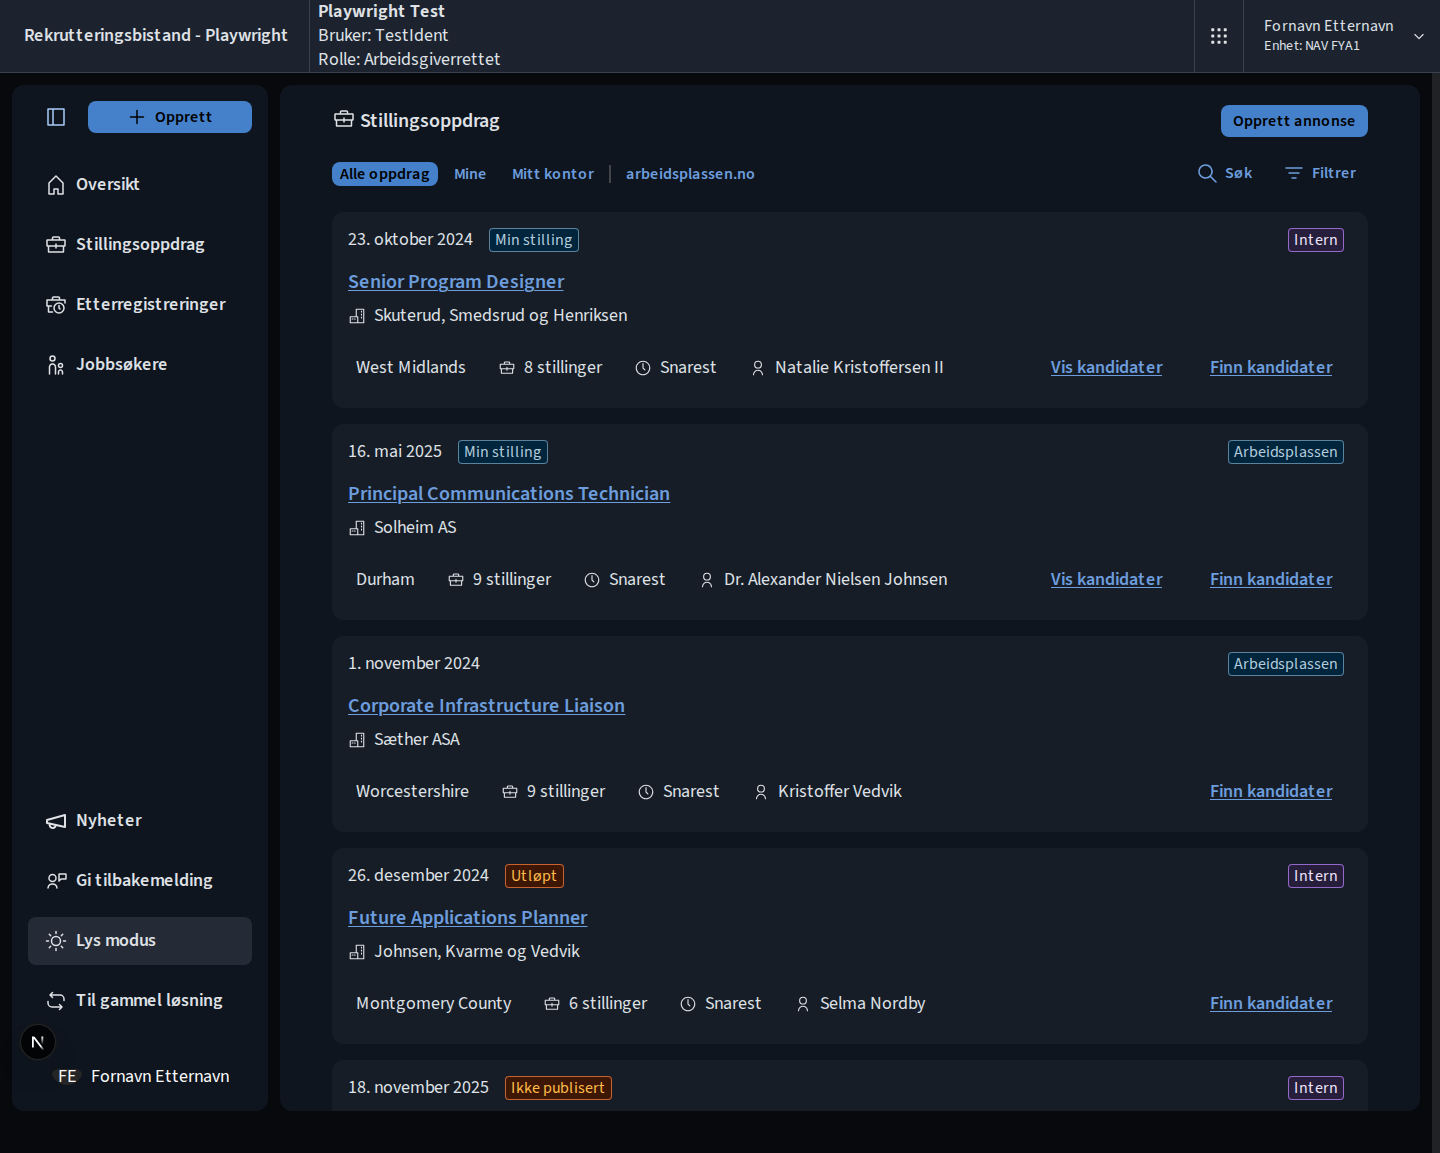 Rekrutteringsbistand - Playwright
Playwright Test
Bruker: TestIdent
Rolle: Arbeidsgiverrettet
Fornavn Etternavn
Enhet: NAV FYA1
Opprett
Oversikt
Stillingsoppdrag
Etterregistreringer
Jobbsøkere
Nyheter
Gi tilbakemelding
Lys modus
Til gammel løsning
N
FE Fornavn Etternavn
Stillingsoppdrag
Opprett annonse
Alle oppdrag Mine Mitt kontor arbeidsplassen.no Søk Filtrer
23. oktober 2024 Min stilling Intern
Senior Program Designer
Skuterud, Smedsrud og Henriksen
West Midlands 8 stillinger Snarest Natalie Kristoffersen II Vis kandidater Finn kandidater
16. mai 2025 Min stilling Arbeidsplassen
Principal Communications Technician
Solheim AS
Durham 9 stillinger Snarest Dr. Alexander Nielsen Johnsen Vis kandidater Finn kandidater
1. november 2024 Arbeidsplassen
Corporate Infrastructure Liaison
Sæther ASA
Worcestershire 9 stillinger Snarest Kristoffer Vedvik Finn kandidater
26. desember 2024 Utløpt Intern
Future Applications Planner
Johnsen, Kvarme og Vedvik
Montgomery County 6 stillinger Snarest Selma Nordby Finn kandidater
18. november 2025 Ikke publisert Intern